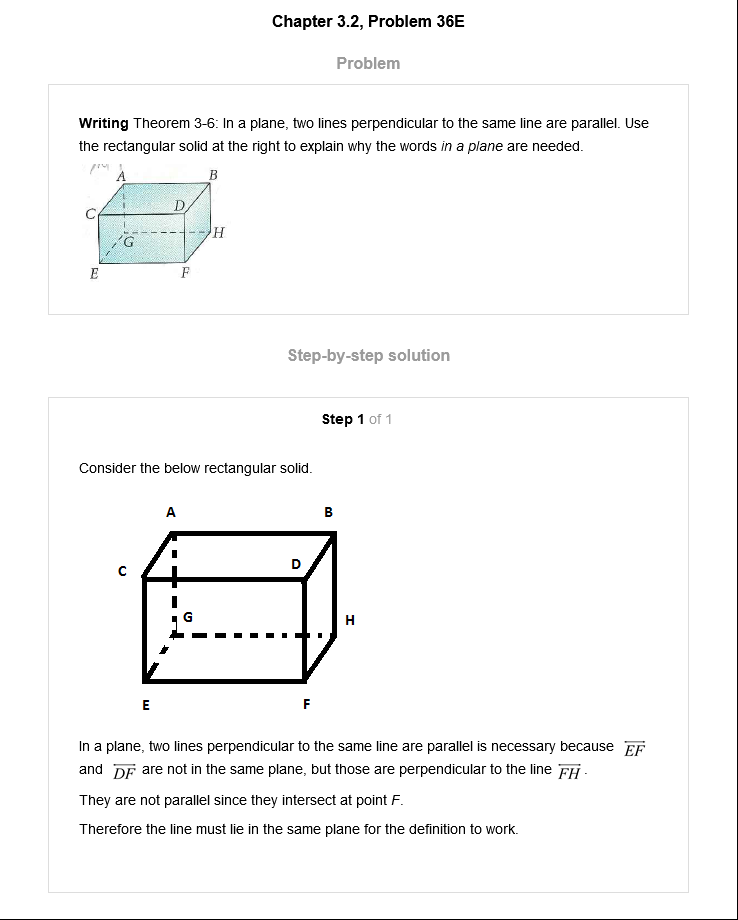 Chapter 3.2, Problem 36E
Problem
Writing Theorem 3-6: In a plane, two lines perpendicular to the same line are parallel. Use
the rectangular solid at the right to explain why the words in a plane are needed.
A
B
C
D
G
H
E
F
Step-by-step solution
Step 1 of 1
Consider the below rectangular solid.
A
B
C
D
G
H
E
F
In a plane, two lines perpendicular to the same line are parallel is necessary because EF
and DF are not in the same plane, but those are perpendicular to the line FH .
They are not parallel since they intersect at point F.
Therefore the line must lie in the same plane for the definition to work.